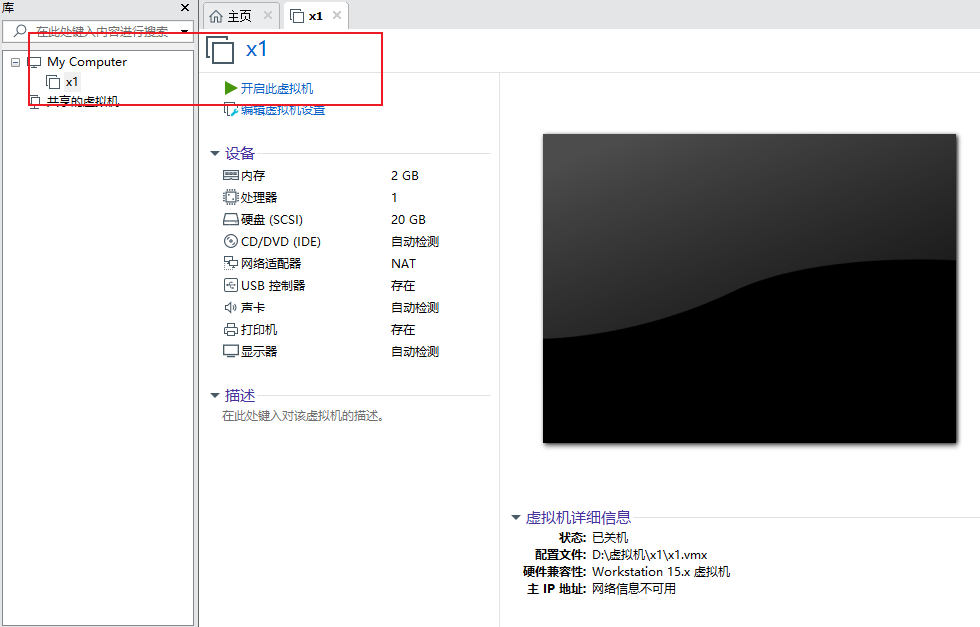 库
主页
x1
在此处键入内容进行搜索
x1
My Computer
x1
共享的虚拟机
开启此虚拟机
编辑虚拟机设置
设备
内存 2 GB
处理器 1
硬盘 (SCSI) 20 GB
CD/DVD (IDE) 自动检测
网络适配器 NAT
USB 控制器 存在
声卡 自动检测
打印机 存在
显示器 自动检测
描述
在此处键入对该虚拟机的描述。
虚拟机详细信息
状态: 已关机
配置文件: D:\虚拟机\x1\x1.vmx
硬件兼容性: Workstation 15.x 虚拟机
主 IP 地址: 网络信息不可用